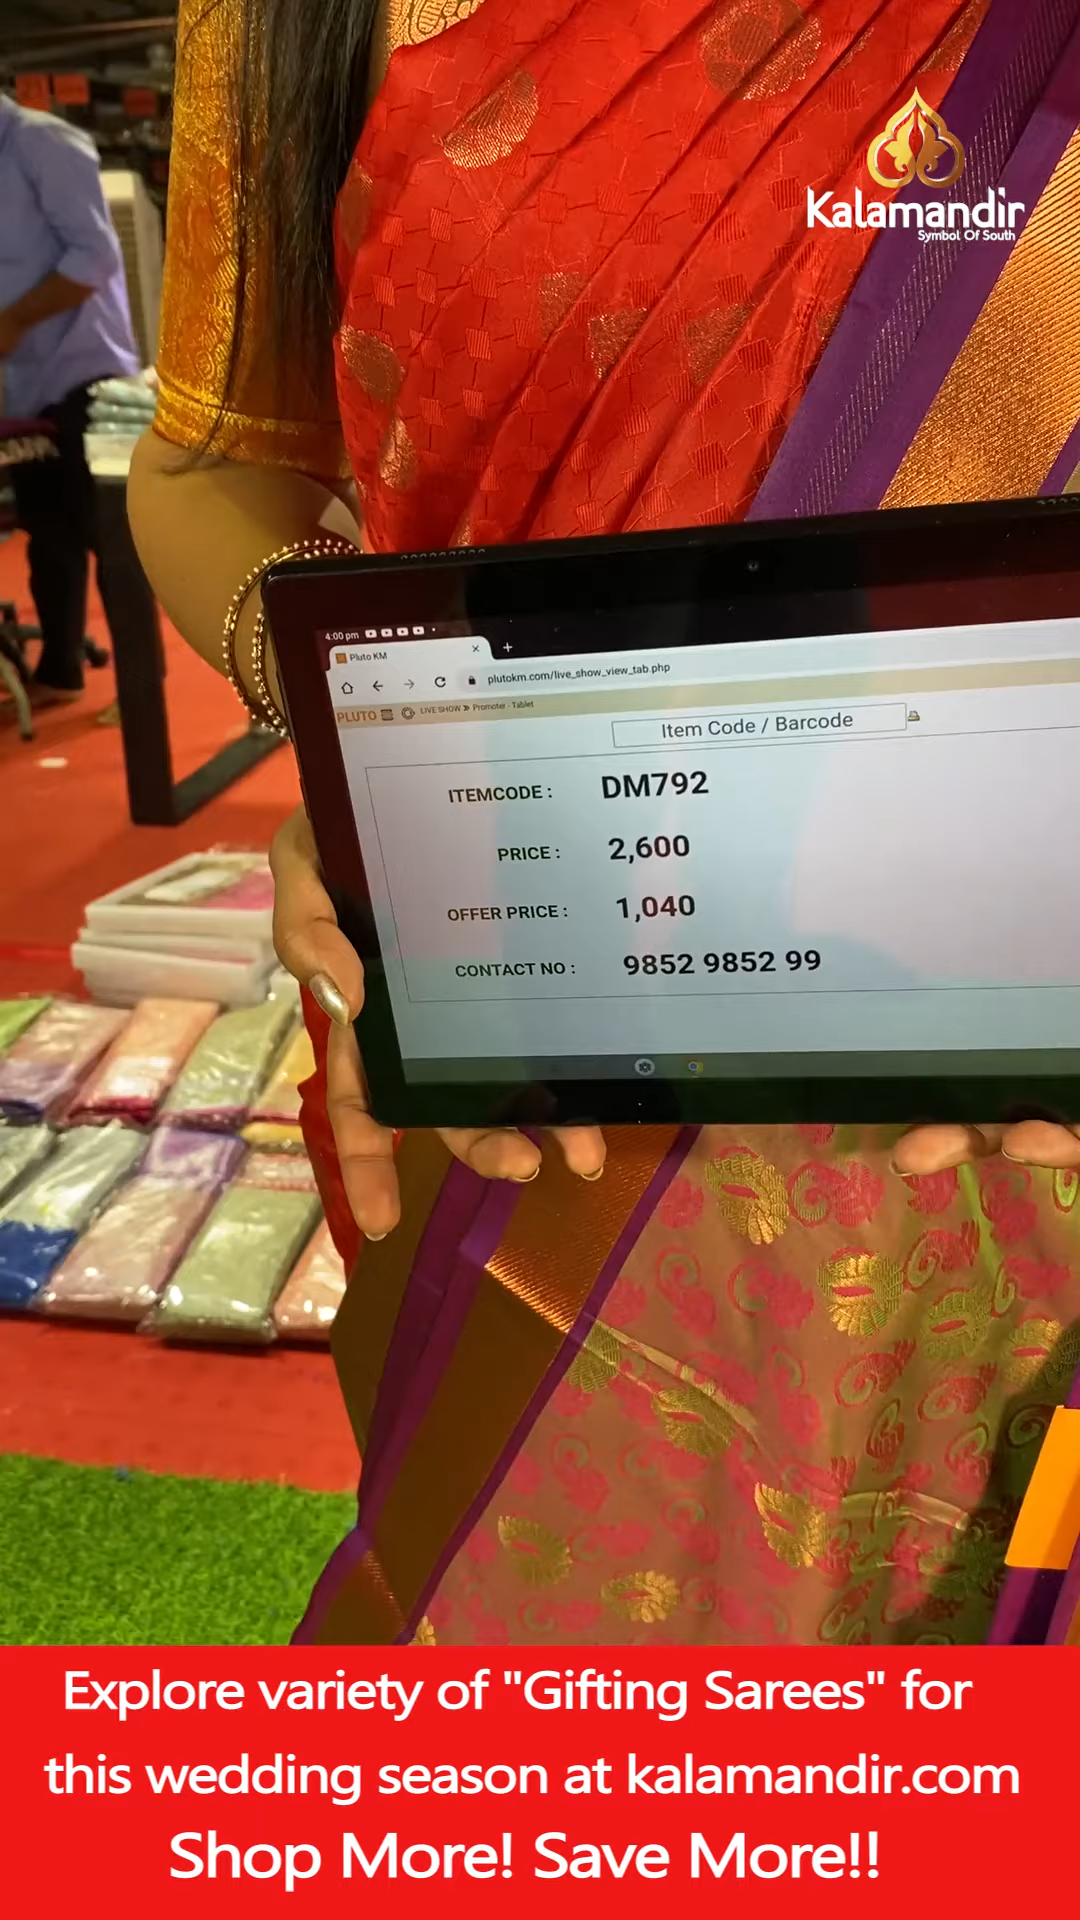 Kalamandir
Symbol Of South
4:00 pm
Pluto KM
plutokm.com/live_show_view_tab.php
PLUTO LIVE SHOW » Promoter - Tablet
Item Code / Barcode
ITEMCODE : DM792
PRICE : 2,600
OFFER PRICE : 1,040
CONTACT NO : 9852 9852 99
Explore variety of "Gifting Sarees" for
this wedding season at kalamandir.com
Shop More! Save More!!